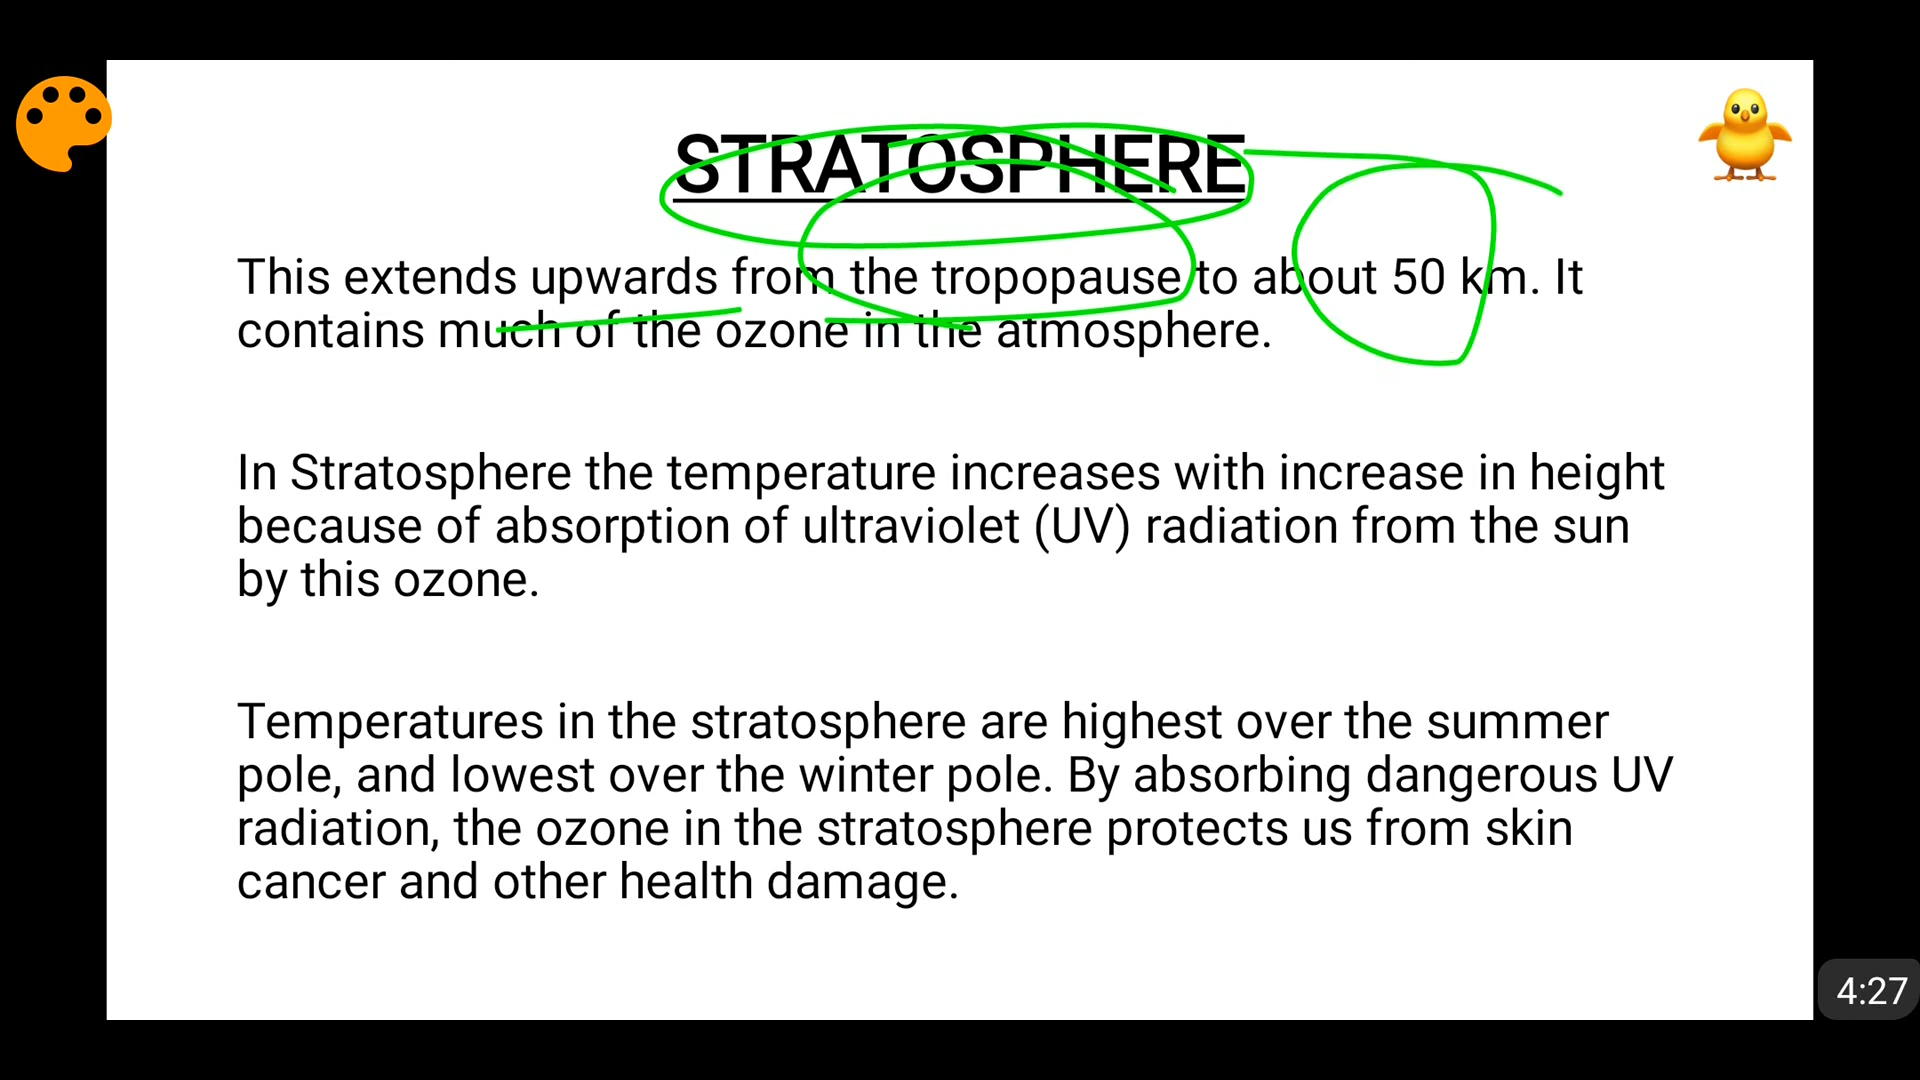 STRATOSPHERE
This extends upwards from the tropopause to about 50 km. It
contains much of the ozone in the atmosphere.
In Stratosphere the temperature increases with increase in height
because of absorption of ultraviolet (UV) radiation from the sun
by this ozone.
Temperatures in the stratosphere are highest over the summer
pole, and lowest over the winter pole. By absorbing dangerous UV
radiation, the ozone in the stratosphere protects us from skin
cancer and other health damage.
4:27